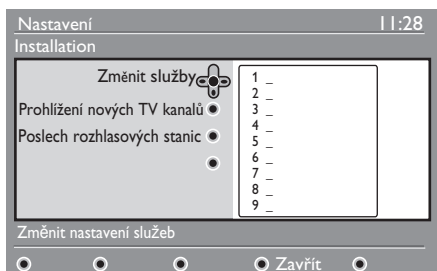 Nastavení 11:28
Installation
Změnit služby
Prohlížení nových TV kanálů
Poslech rozhlasových stanic
1 _
2 _
3 _
4 _
5 _
6 _
7 _
8 _
9 _
Změnit nastavení služeb
Zavřít